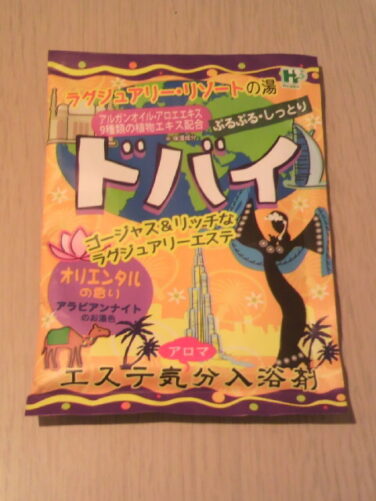 ラグジュアリー・リゾートの湯
アルガンオイル・アロエエキス
9種類の植物エキス配合
ぷるぷる・しっとり
ドバイ
ゴージャス&リッチな
ラグジュアリーエステ
オリエンタル
の香り
アラビアンナイト
のお湯色
アロマ
エステ気分入浴剤